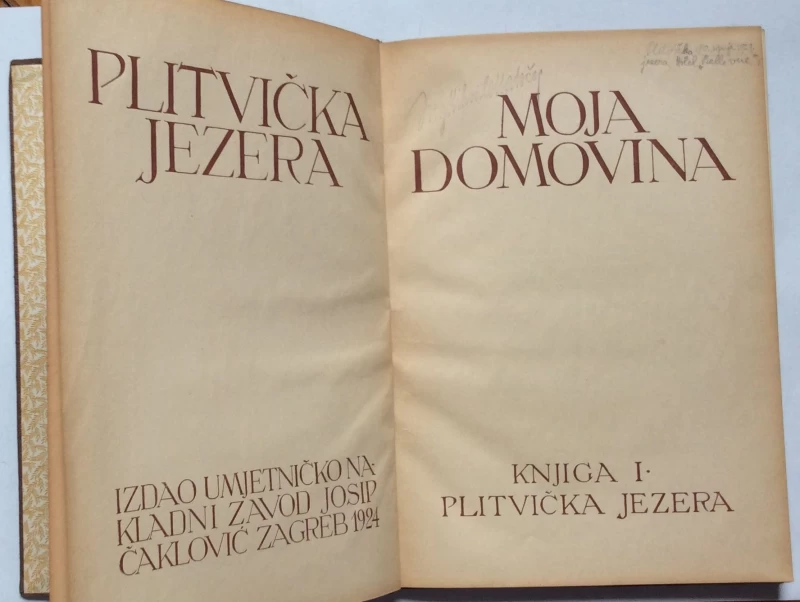 PLITVIČKA
JEZERA
IZDAO UMJETNIČKO NA-
KLADNI ZAVOD JOSIP
ČAKLOVIĆ ZAGREB 1924
MOJA
DOMOVINA
KNJIGA I·
PLITVIČKA JEZERA